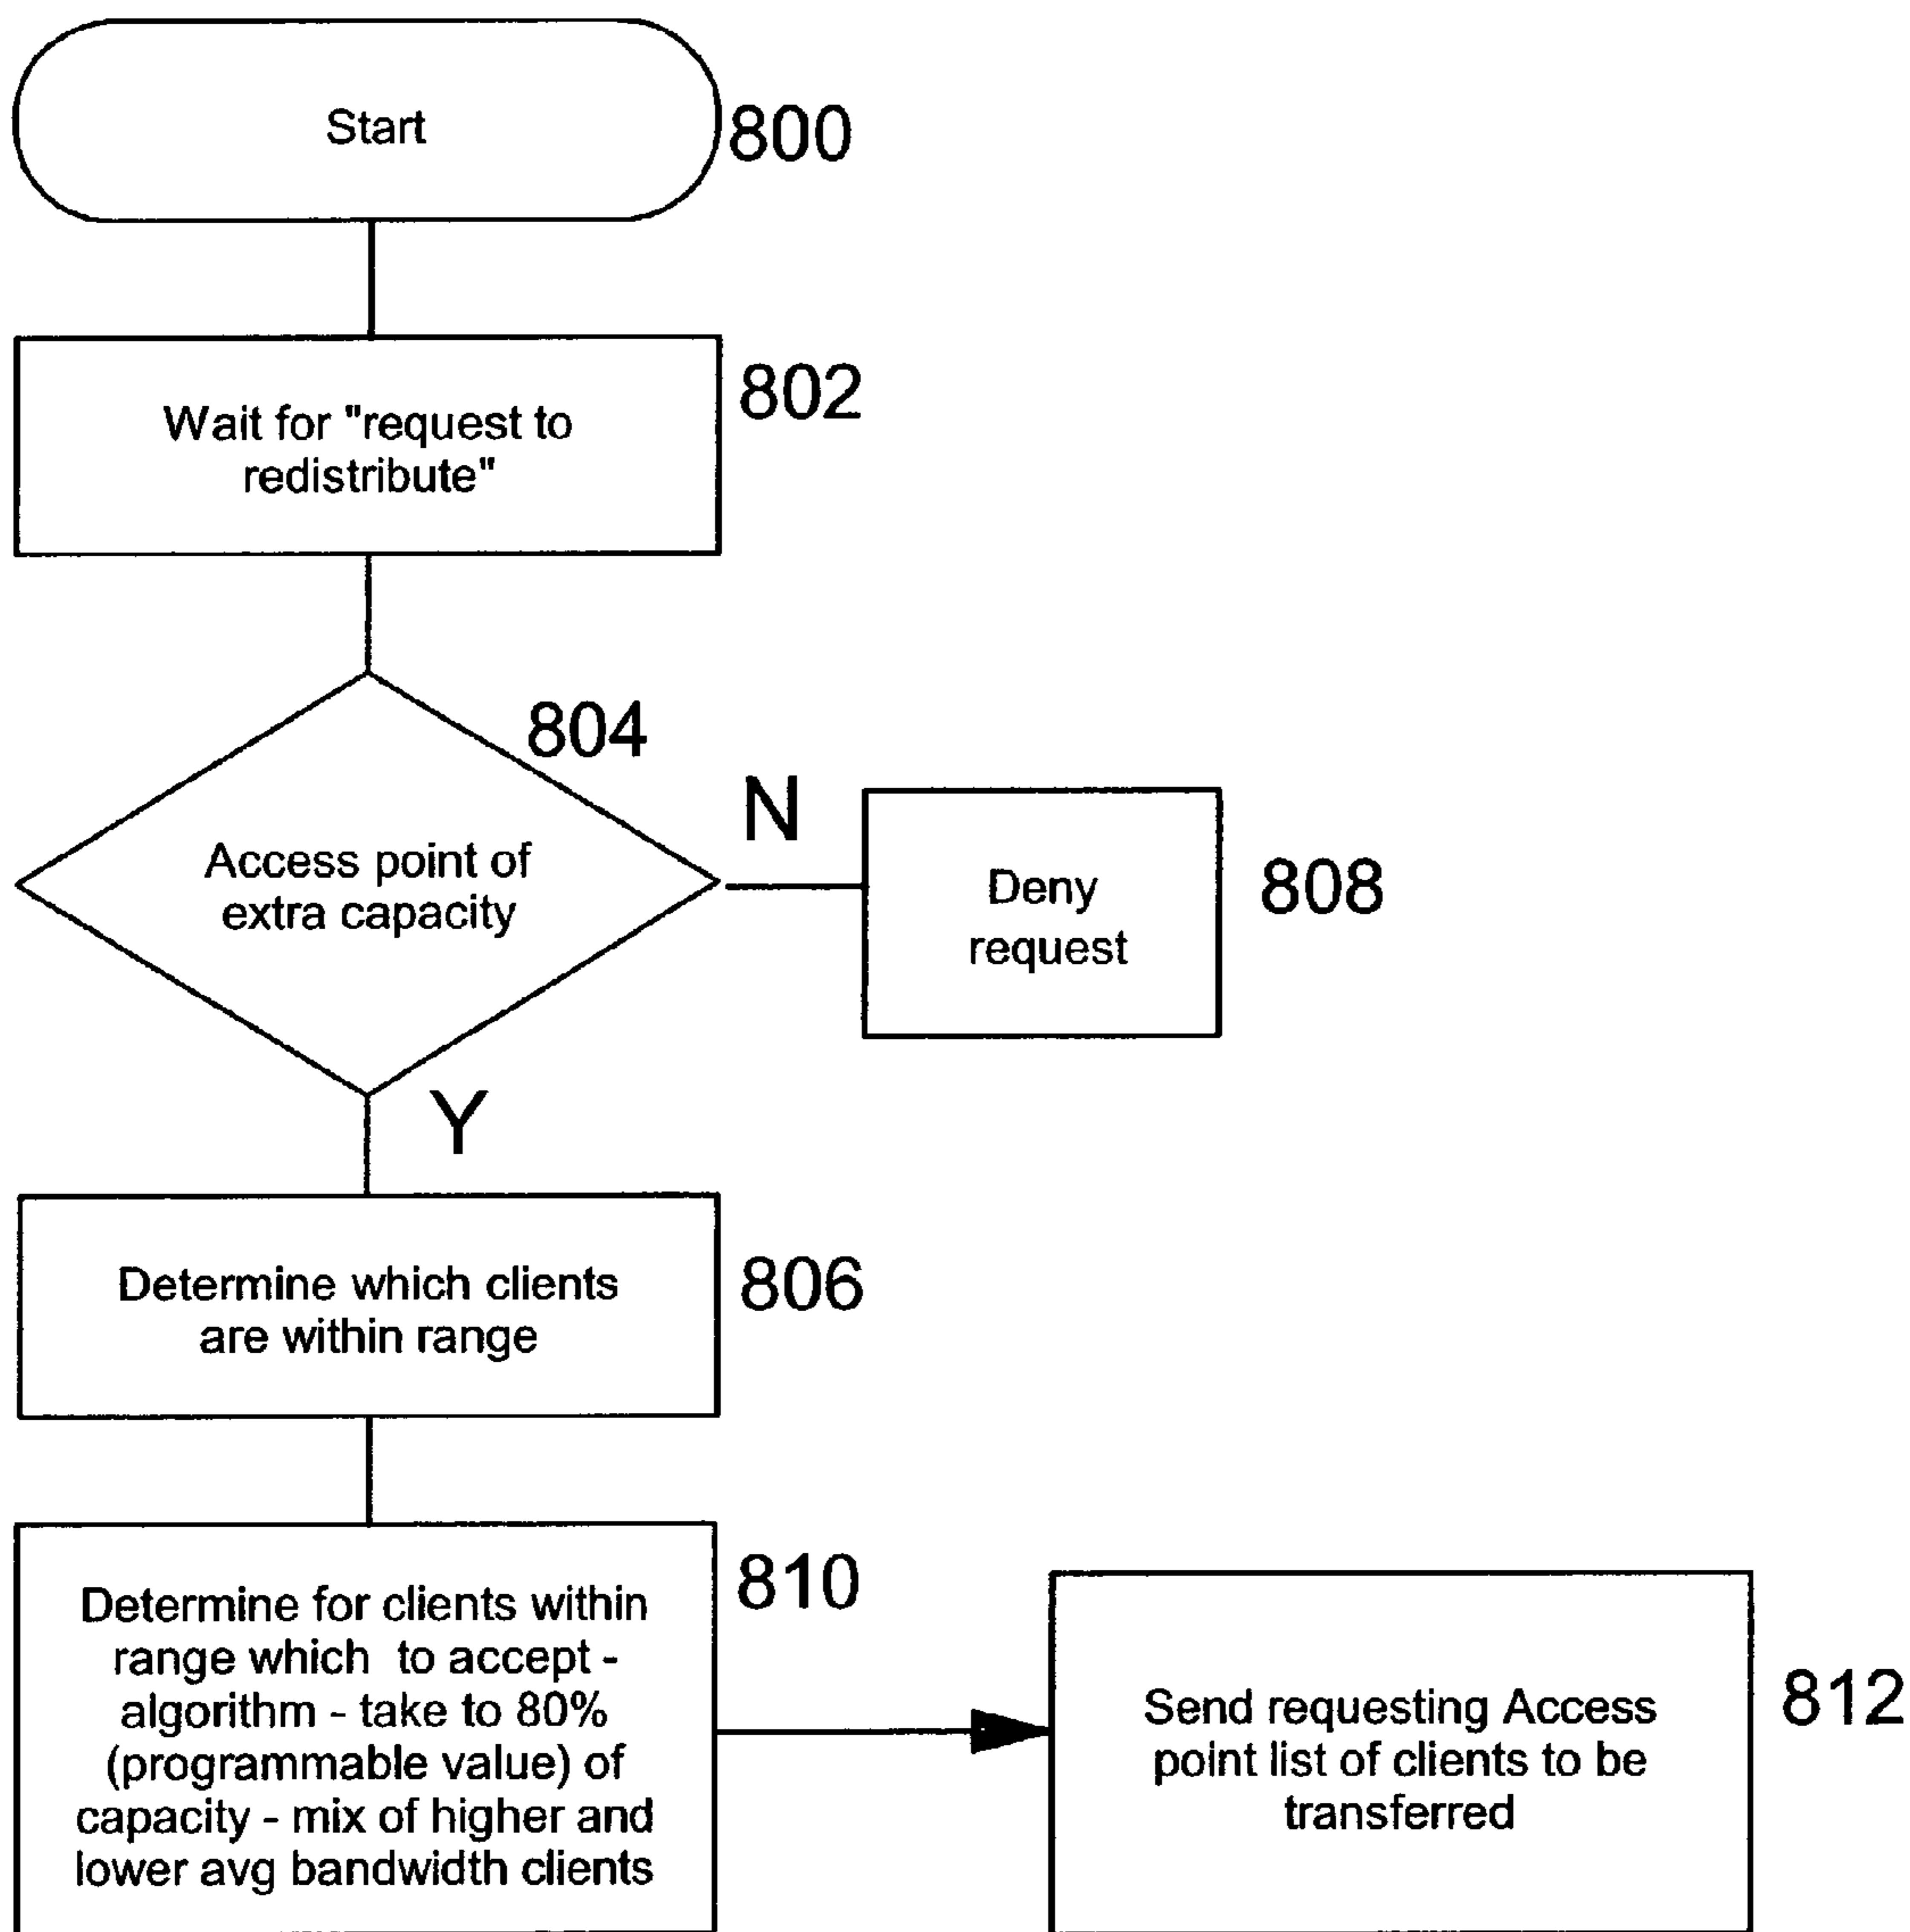 Start
800
Wait for "request to
redistribute"
802
804
Access point of
extra capacity
N
Deny
request
808
Y
Determine which clients
are within range
806
Determine for clients within
range which to accept -
algorithm - take to 80%
(programmable value) of
capacity - mix of higher and
lower avg bandwidth clients
810
Send requesting Access
point list of clients to be
transferred
812